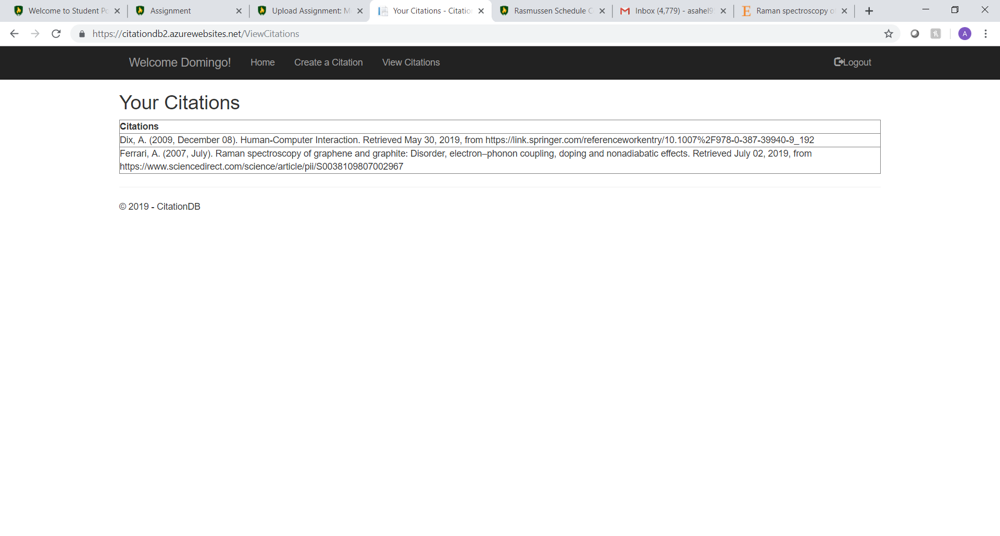 Welcome to Student Po
Assignment
Upload Assignment: M
Your Citations - Citatio
Rasmussen Schedule C
Inbox (4,779) - asahel9
Raman spectroscopy o
https://citationdb2.azurewebsites.net/ViewCitations
A
Welcome Domingo!
Home
Create a Citation
View Citations
Logout
Your Citations
Citations
Dix, A. (2009, December 08). Human-Computer Interaction. Retrieved May 30, 2019, from https://link.springer.com/referenceworkentry/10.1007%2F978-0-387-39940-9_192
Ferrari, A. (2007, July). Raman spectroscopy of graphene and graphite: Disorder, electron–phonon coupling, doping and nonadiabatic effects. Retrieved July 02, 2019, from
https://www.sciencedirect.com/science/article/pii/S0038109807002967
© 2019 - CitationDB